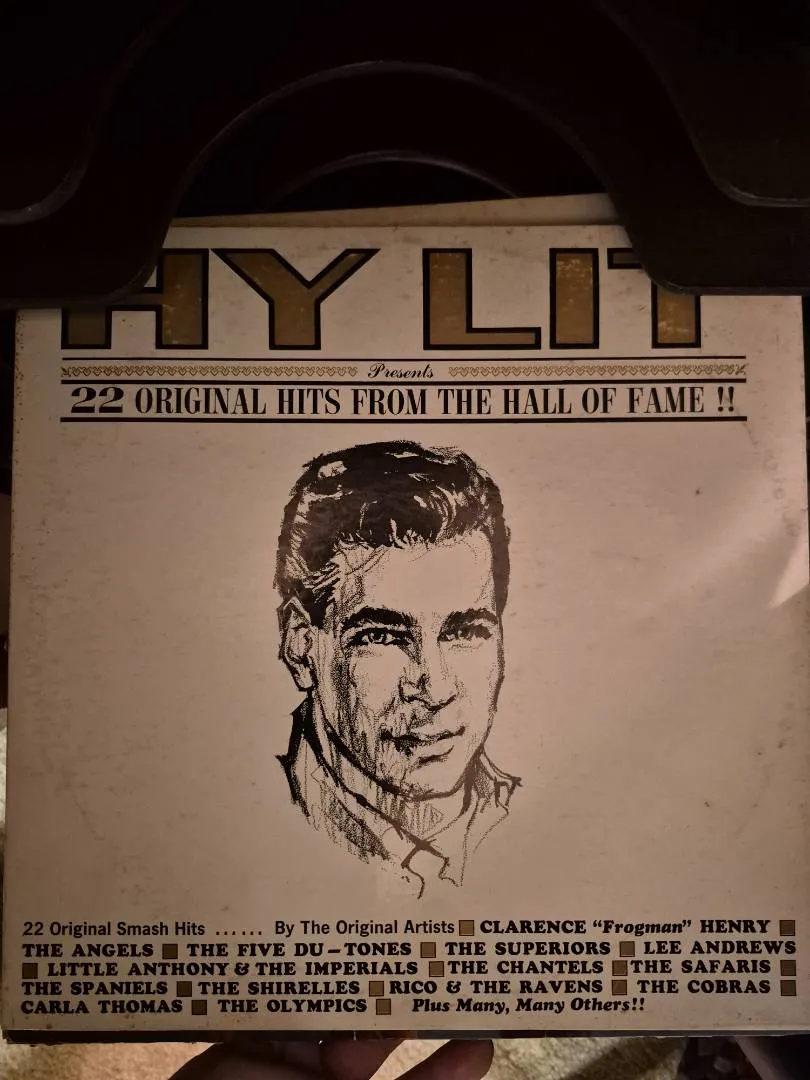 HY LIT
Presents
22 ORIGINAL HITS FROM THE HALL OF FAME !!
22 Original Smash Hits ...... By The Original Artists CLARENCE "Frogman" HENRY
THE ANGELS THE FIVE DU-TONES THE SUPERIORS LEE ANDREWS
LITTLE ANTHONY & THE IMPERIALS THE CHANTELS THE SAFARIS
THE SPANIELS THE SHIRELLES RICO & THE RAVENS THE COBRAS
CARLA THOMAS THE OLYMPICS Plus Many, Many Others!!